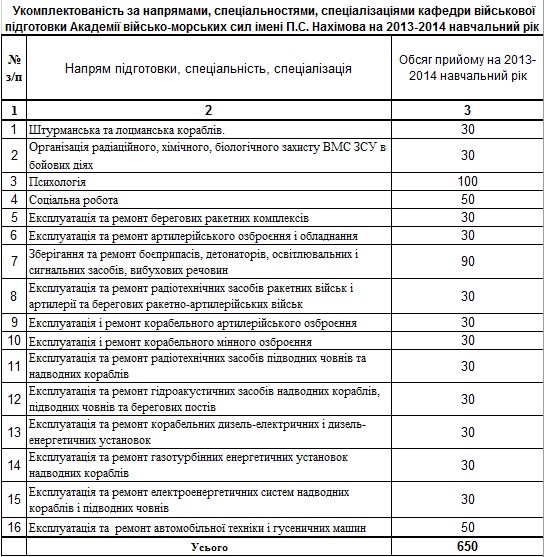 Укомплектованість за напрямами, спеціальностями, спеціалізаціями кафедри військової
підготовки Академії військо-морських сил імені П.С. Нахімова на 2013-2014 навчальний рік
№ з/п Напрям підготовки, спеціальність, спеціалізація Обсяг прийому на 2013-
2014 навчальний рік
1 2 3
1 Штурманська та лоцманська кораблів. 30
2 Організація радіаційного, хімічного, біологічного захисту ВМС ЗСУ в
бойових діях 30
3 Психологія 100
4 Соціальна робота 50
5 Експлуатація та ремонт берегових ракетних комплексів 30
6 Експлуатація та ремонт артилерійського озброєння і обладнання 30
7 Зберігання та ремонт боєприпасів, детонаторів, освітлювальних і
сигнальних засобів, вибухових речовин 90
8 Експлуатація та ремонт радіотехнічних засобів ракетних військ і
артилерії та берегових ракетно-артилерійських військ 30
9 Експлуатація і ремонт корабельного артилерійського озброєння 30
10 Експлуатація і ремонт корабельного мінного озброєння 30
11 Експлуатація та ремонт радіотехнічних засобів підводних човнів та
надводних кораблів 30
12 Експлуатація та ремонт гідроакустичних засобів надводних кораблів,
підводних човнів та берегових постів 30
13 Експлуатація та ремонт корабельних дизель-електричних і дизель-
енергетичних установок 30
14 Експлуатація та ремонт газотурбінних енергетичних установок
надводних кораблів 30
15 Експлуатація та ремонт електроенергетичних систем надводних
кораблів і підводних човнів 30
16 Експлуатація та ремонт автомобільної техніки і гусеничних машин 50
Усього 650